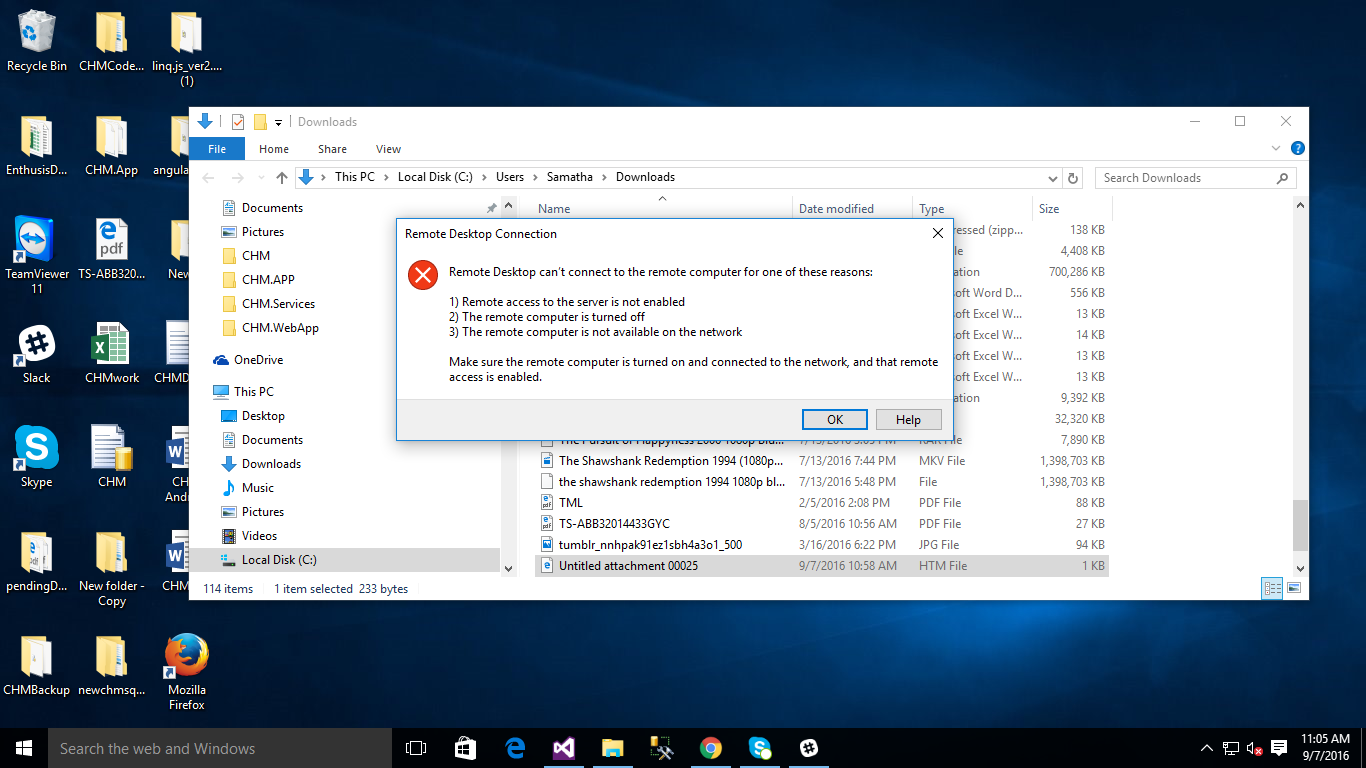 Recycle Bin
CHMCode...
linq.js_ver2....
(1)
EnthusisD...
CHM.App
angula
TeamViewer
11
TS-ABB320...
New
Slack
CHMwork
CHMD
Skype
CHM
CH
Andr
pendingD...
New folder -
Copy
CHM
CHMBackup
newchmsq...
Mozilla
Firefox
Downloads
File
Home
Share
View
This PC
Local Disk (C:)
Users
Samatha
Downloads
Search Downloads
Documents
Pictures
CHM
CHM.APP
CHM.Services
CHM.WebApp
OneDrive
This PC
Desktop
Documents
Downloads
Music
Pictures
Videos
Local Disk (C:)
Name
Date modified
Type
Size
ressed (zipp... 138 KB
le 4,408 KB
ation 700,286 KB
soft Word D... 556 KB
soft Excel W... 13 KB
soft Excel W... 14 KB
soft Excel W... 13 KB
soft Excel W... 13 KB
ation 9,392 KB
32,320 KB
The Pursuit of Happyness 2006 1080p Blu... 7/13/2016 5:09 PM RAR File 7,890 KB
The Shawshank Redemption 1994 (1080p... 7/13/2016 7:44 PM MKV File 1,398,703 KB
the shawshank redemption 1994 1080p bl... 7/13/2016 5:48 PM File 1,398,703 KB
TML 2/5/2016 2:08 PM PDF File 88 KB
TS-ABB32014433GYC 8/5/2016 10:56 AM PDF File 27 KB
tumblr_nnhpak91ez1sbh4a3o1_500 3/16/2016 6:22 PM JPG File 94 KB
Untitled attachment 00025 9/7/2016 10:58 AM HTM File 1 KB
114 items
1 item selected 233 bytes
Remote Desktop Connection
Remote Desktop can't connect to the remote computer for one of these reasons:
1) Remote access to the server is not enabled
2) The remote computer is turned off
3) The remote computer is not available on the network
Make sure the remote computer is turned on and connected to the network, and that remote
access is enabled.
OK
Help
Search the web and Windows
11:05 AM
9/7/2016